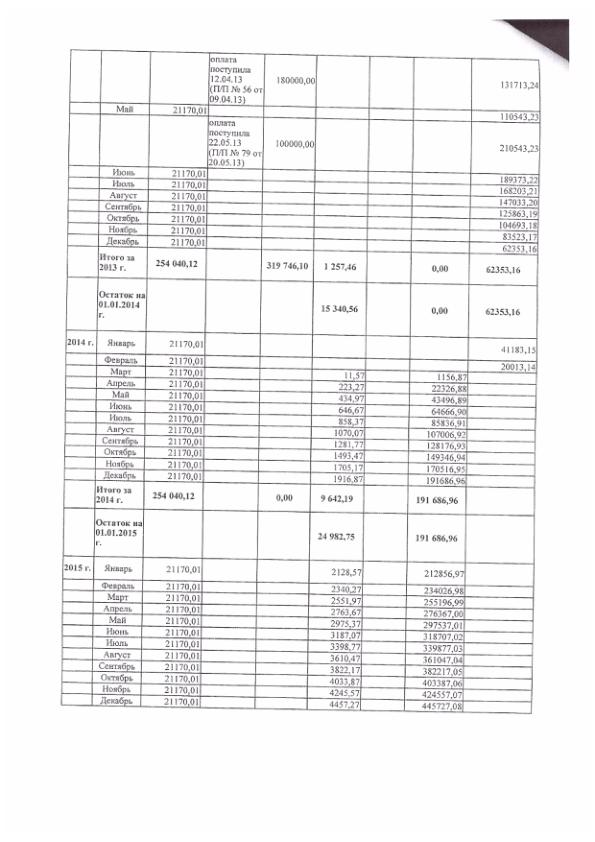 оплата
поступила
12.04.13 180000,00
(П/П № 56 от 131713,24
09.04.13)
Май 21170,01 110543,23
оплата
поступила
22.05.13 100000,00 210543,23
(П/П № 79 от
20.05.13)
Июнь 21170,01 189373,22
Июль 21170,01 168203,21
Август 21170,01 147033,20
Сентябрь 21170,01 125863,19
Октябрь 21170,01 104693,18
Ноябрь 21170,01 83523,17
Декабрь 21170,01 62353,16
Итого за
2013 г. 254 040,12 319 746,10 1 257,46 0,00 62353,16
Остаток на
01.01.2014 15 340,56 0,00 62353,16
г.
2014 г. Январь 21170,01 41183,15
Февраль 21170,01 20013,14
Март 21170,01 11,57 1156,87
Апрель 21170,01 223,27 22326,88
Май 21170,01 434,97 43496,89
Июнь 21170,01 646,67 64666,90
Июль 21170,01 858,37 85836,91
Август 21170,01 1070,07 107006,92
Сентябрь 21170,01 1281,77 128176,93
Октябрь 21170,01 1493,47 149346,94
Ноябрь 21170,01 1705,17 170516,95
Декабрь 21170,01 1916,87 191686,96
Итого за
2014 г. 254 040,12 0,00 9 642,19 191 686,96
Остаток на
01.01.2015 24 982,75 191 686,96
г.
2015 г. Январь 21170,01 2128,57 212856,97
Февраль 21170,01 2340,27 234026,98
Март 21170,01 2551,97 255196,99
Апрель 21170,01 2763,67 276367,00
Май 21170,01 2975,37 297537,01
Июнь 21170,01 3187,07 318707,02
Июль 21170,01 3398,77 339877,03
Август 21170,01 3610,47 361047,04
Сентябрь 21170,01 3822,17 382217,05
Октябрь 21170,01 4033,87 403387,06
Ноябрь 21170,01 4245,57 424557,07
Декабрь 21170,01 4457,27 445727,08